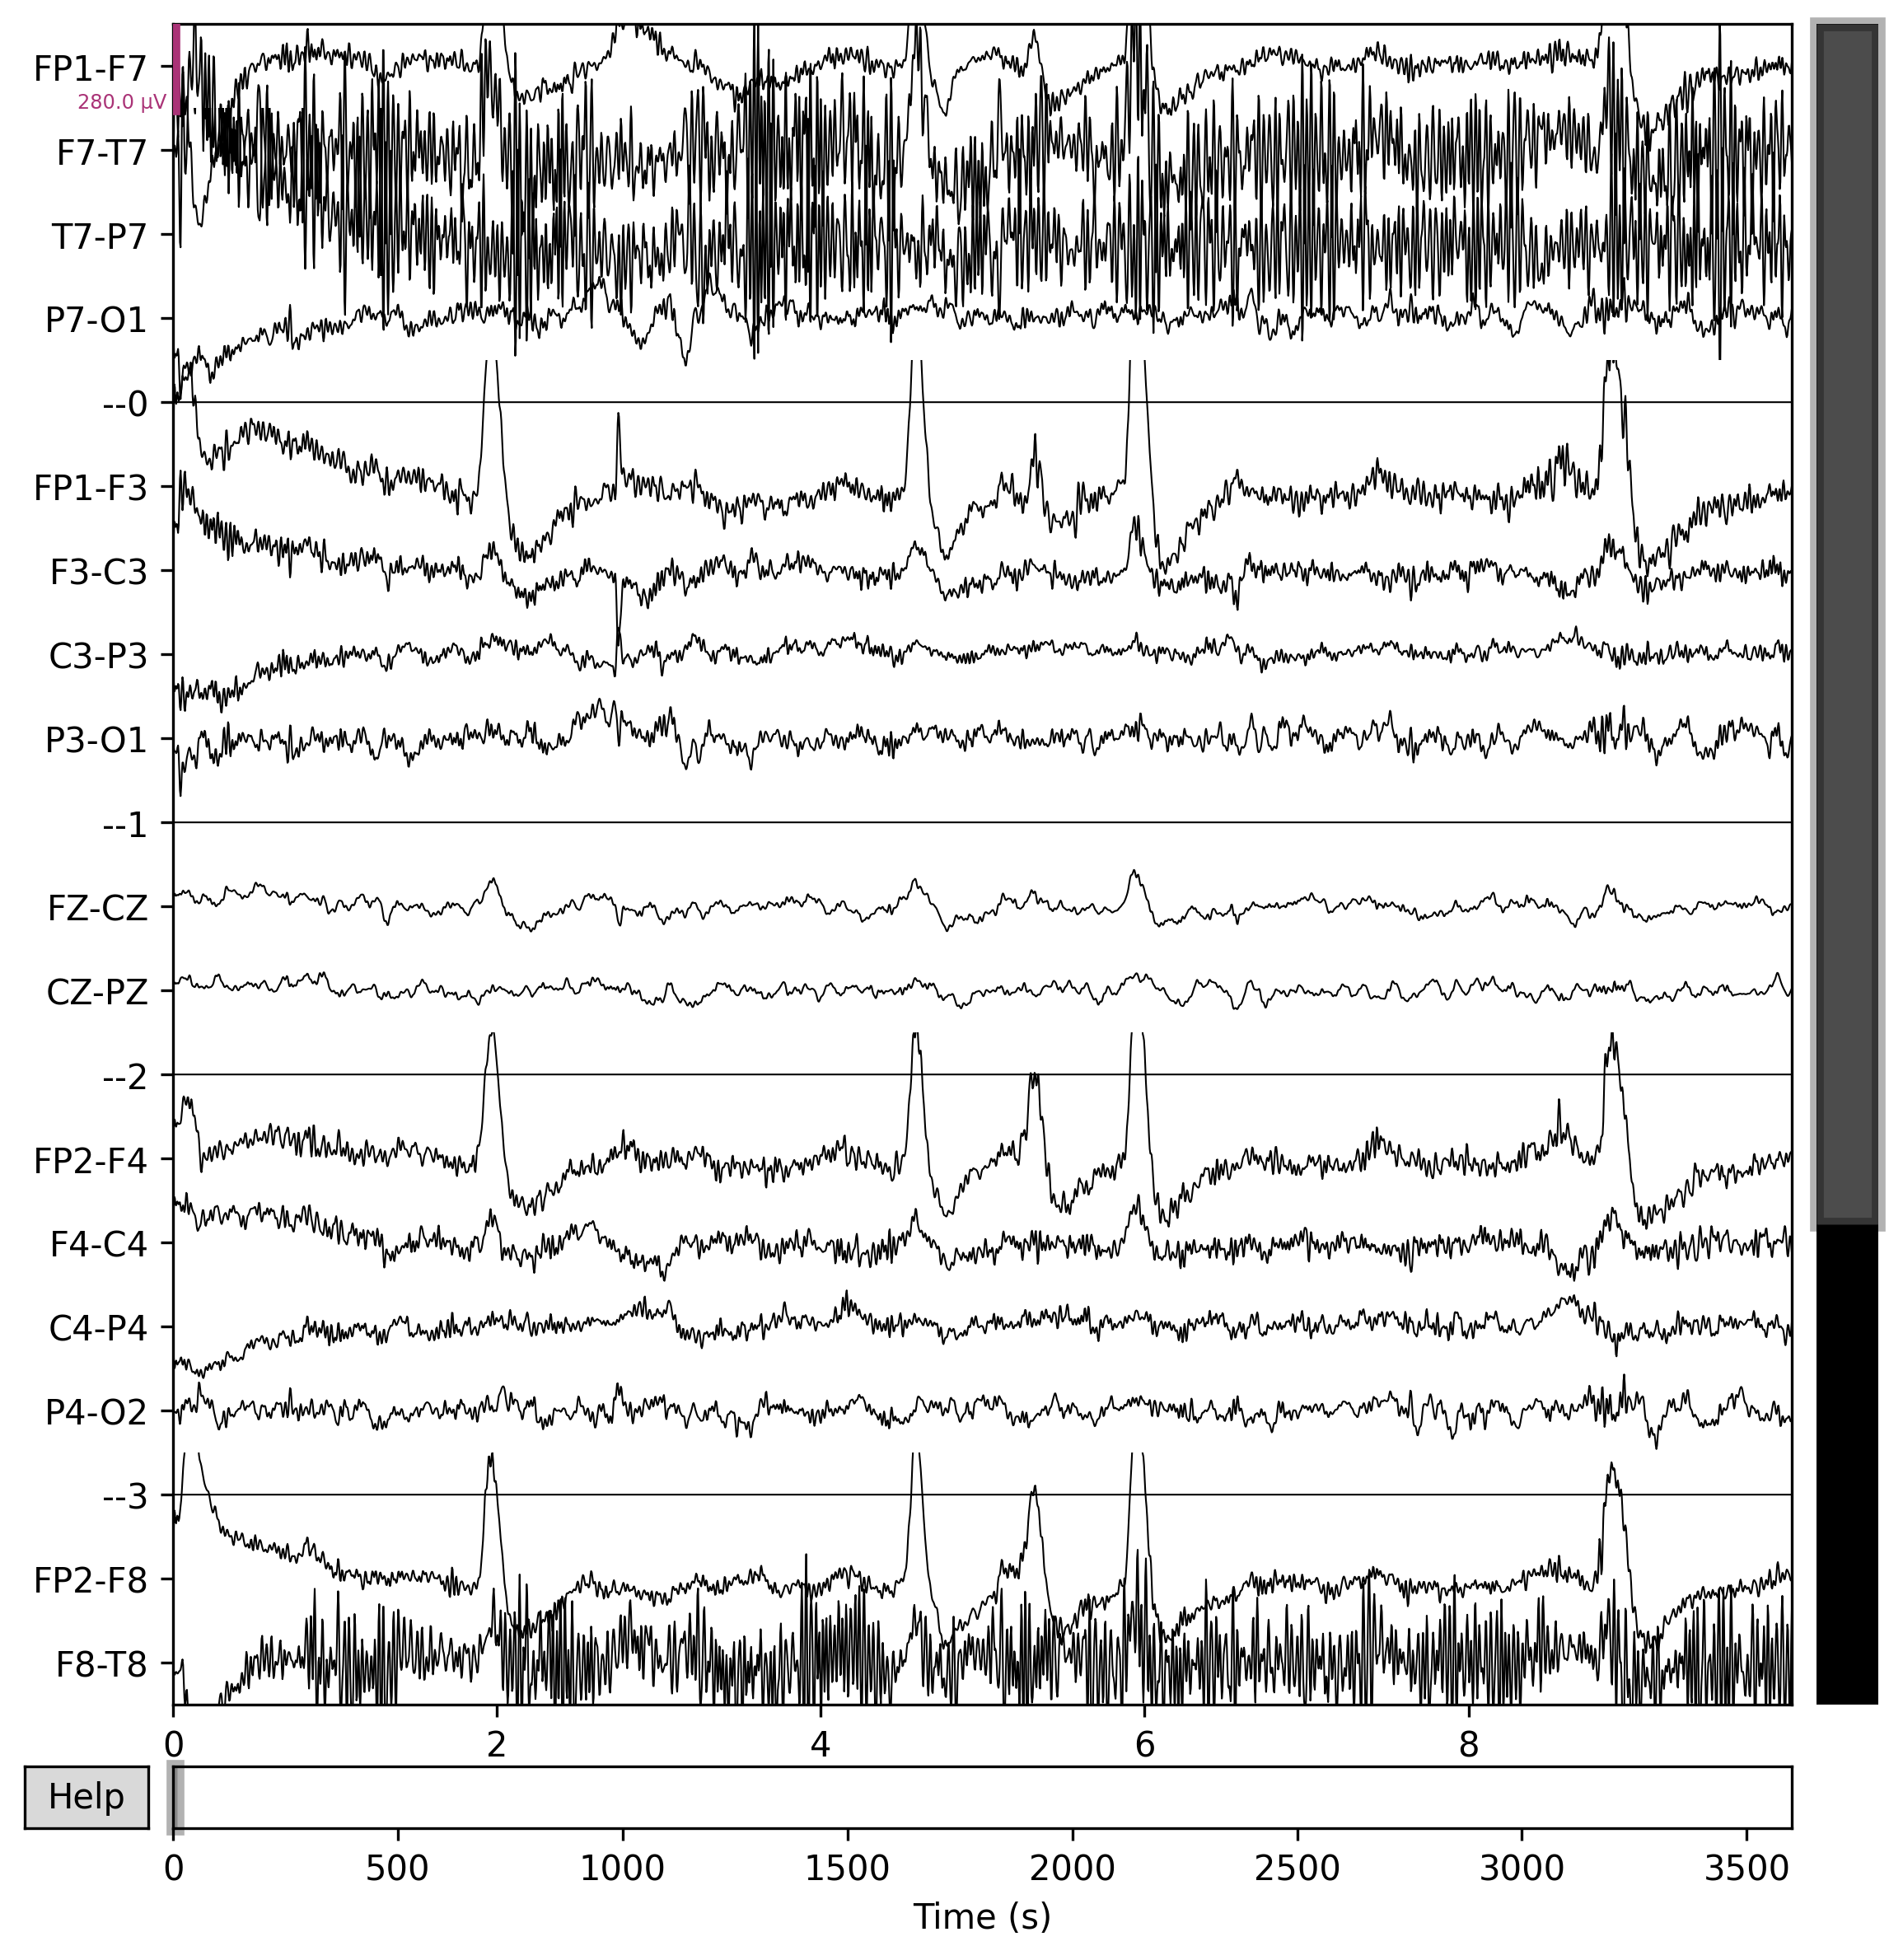 FP1-F7
280.0 µV
F7-T7
T7-P7
P7-O1
--0
FP1-F3
F3-C3
C3-P3
P3-O1
--1
FZ-CZ
CZ-PZ
--2
FP2-F4
F4-C4
C4-P4
P4-O2
--3
FP2-F8
F8-T8
0 2 4 6 8
Help
0 500 1000 1500 2000 2500 3000 3500
Time (s)